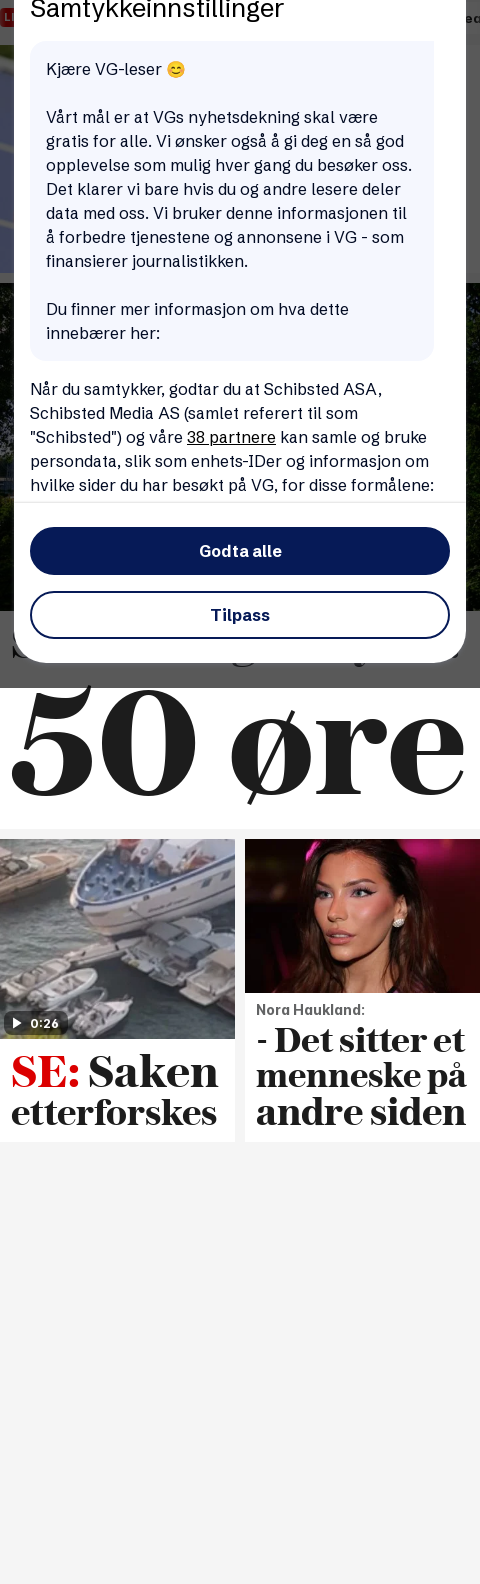 Samtykkeinnstillinger
Kjære VG-leser 😊
Vårt mål er at VGs nyhetsdekning skal være
gratis for alle. Vi ønsker også å gi deg en så god
opplevelse som mulig hver gang du besøker oss.
Det klarer vi bare hvis du og andre lesere deler
data med oss. Vi bruker denne informasjonen til
å forbedre tjenestene og annonsene i VG - som
finansierer journalistikken.
Du finner mer informasjon om hva dette
innebærer her:
Når du samtykker, godtar du at Schibsted ASA,
Schibsted Media AS (samlet referert til som
"Schibsted") og våre 38 partnere kan samle og bruke
persondata, slik som enhets-IDer og informasjon om
hvilke sider du har besøkt på VG, for disse formålene:
Godta alle
Tilpass
50 øre
0:26
SE: Saken
etterforskes
Nora Haukland:
- Det sitter et
menneske på
andre siden